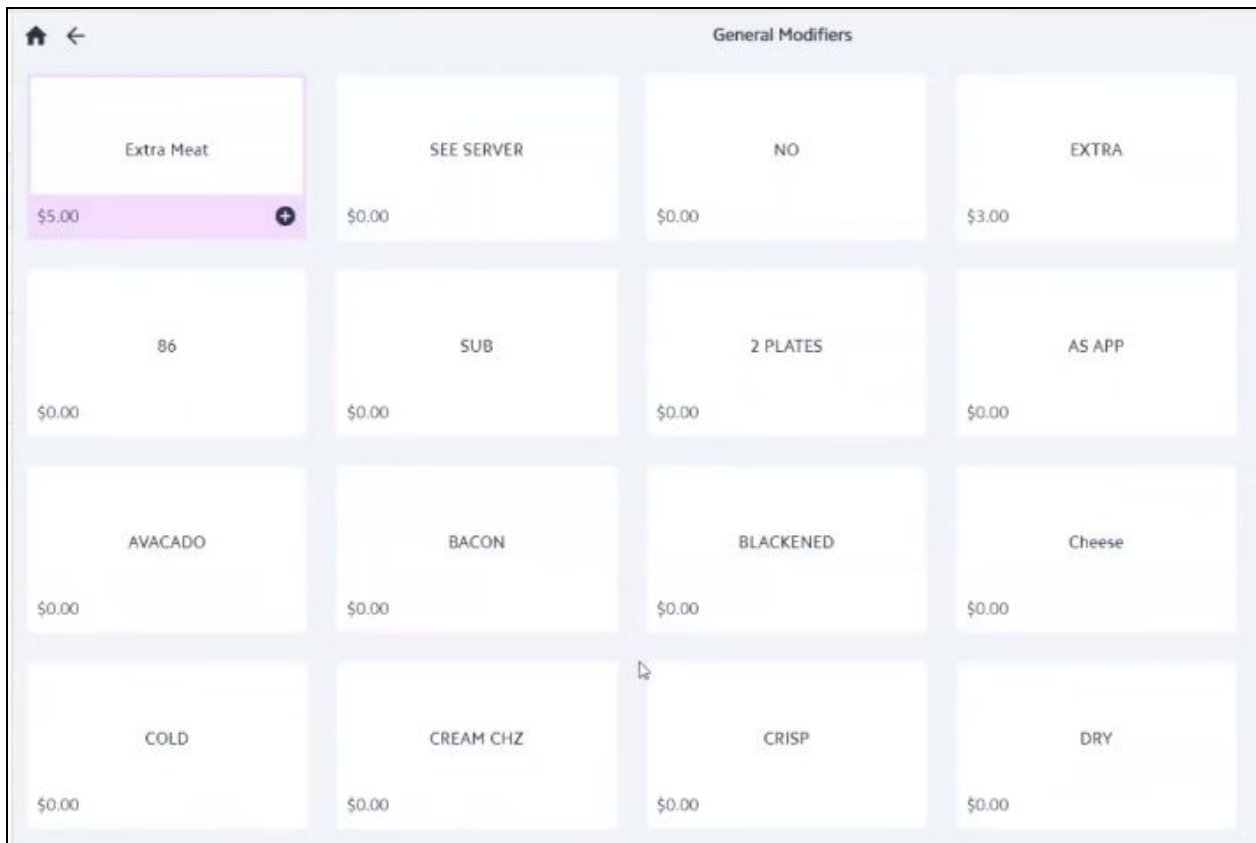 General Modifiers
Extra Meat
$5.00
SEE SERVER
$0.00
NO
$0.00
EXTRA
$3.00
86
$0.00
SUB
$0.00
2 PLATES
$0.00
AS APP
$0.00
AVACADO
$0.00
BACON
$0.00
BLACKENED
$0.00
Cheese
$0.00
COLD
$0.00
CREAM CHZ
$0.00
CRISP
$0.00
DRY
$0.00